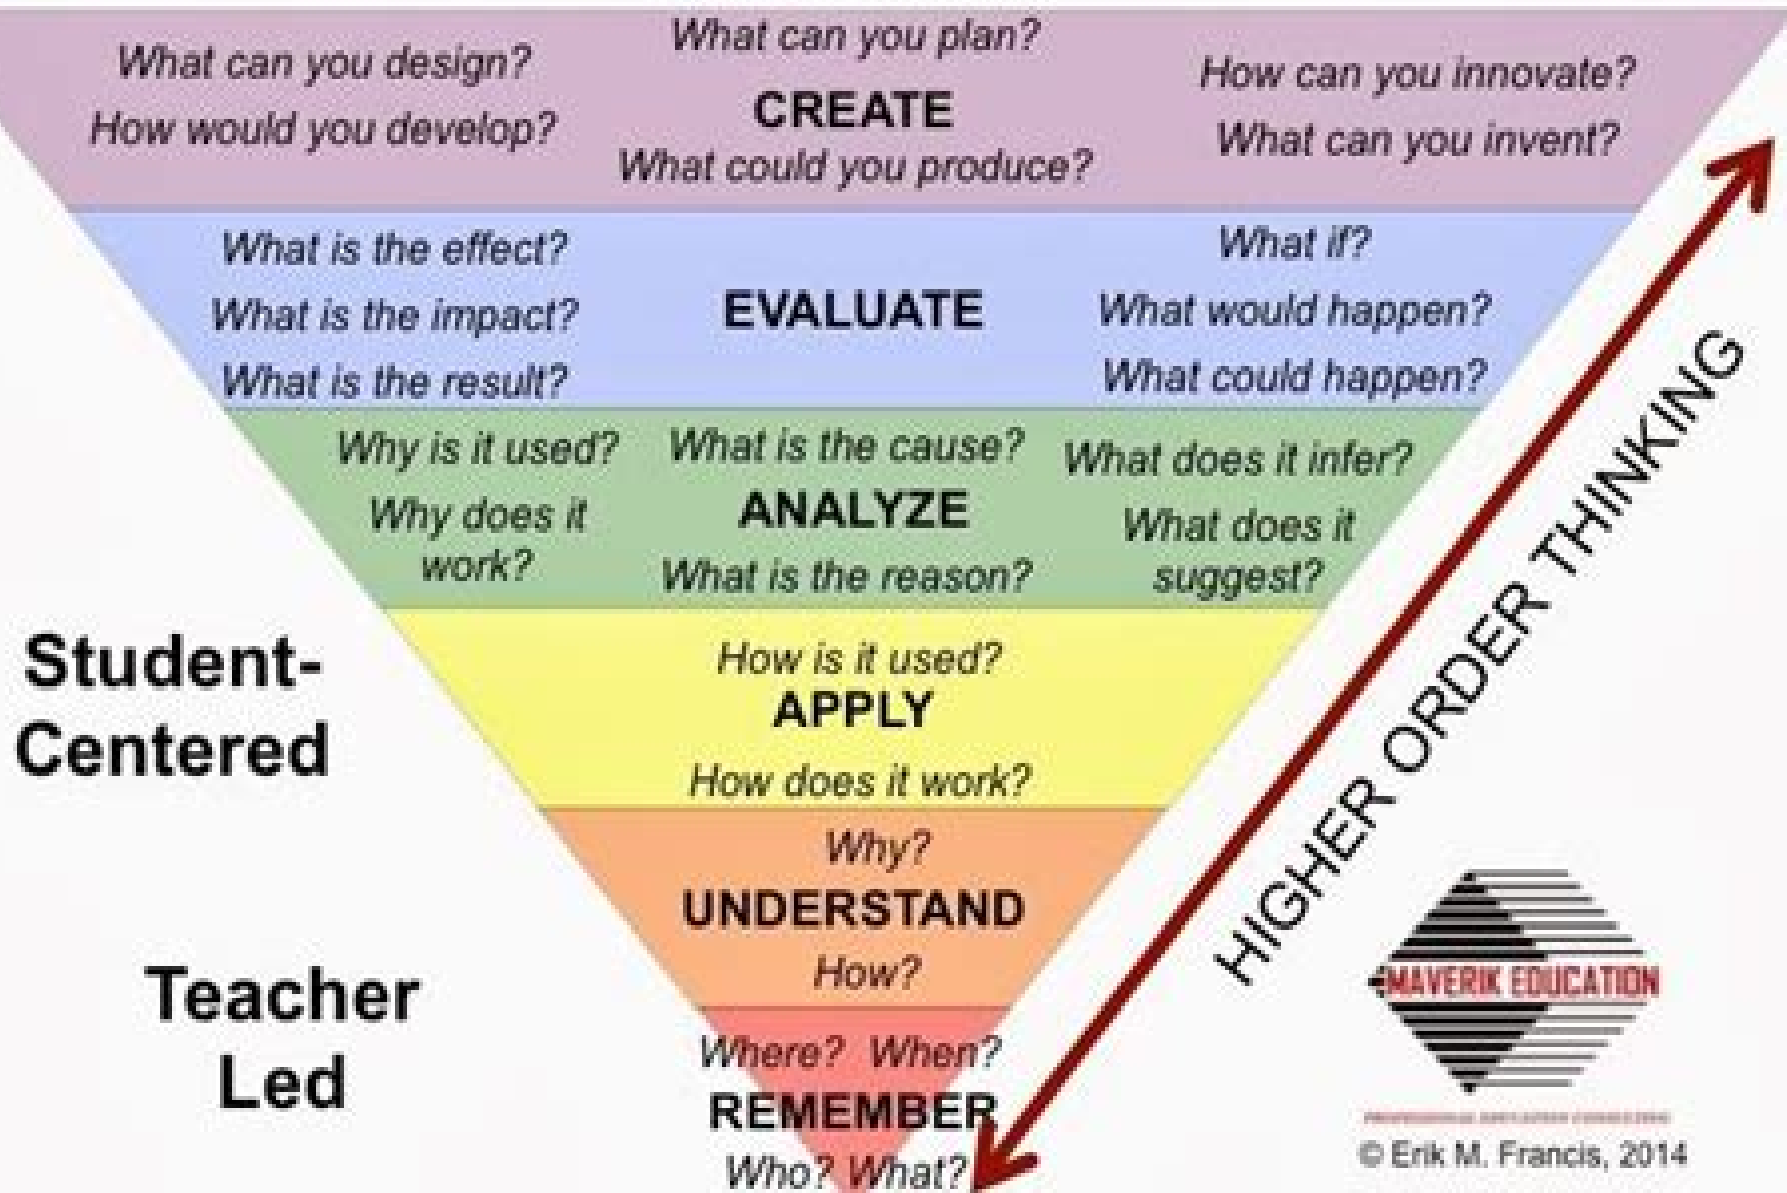 What can you plan?
What can you design?
How would you develop?
CREATE
What could you produce?
How can you innovate?
What can you invent?
What is the effect?
What is the impact?
What is the result?
EVALUATE
What if?
What would happen?
What could happen?
Why is it used?
Why does it
work?
What is the cause?
ANALYZE
What is the reason?
What does it infer?
What does it
suggest?
How is it used?
APPLY
How does it work?
Why?
UNDERSTAND
How?
Where? When?
REMEMBER
Who? What?
Student-
Centered
Teacher
Led
HIGHER ORDER THINKING
MAVERIK EDUCATION
© Erik M. Francis, 2014